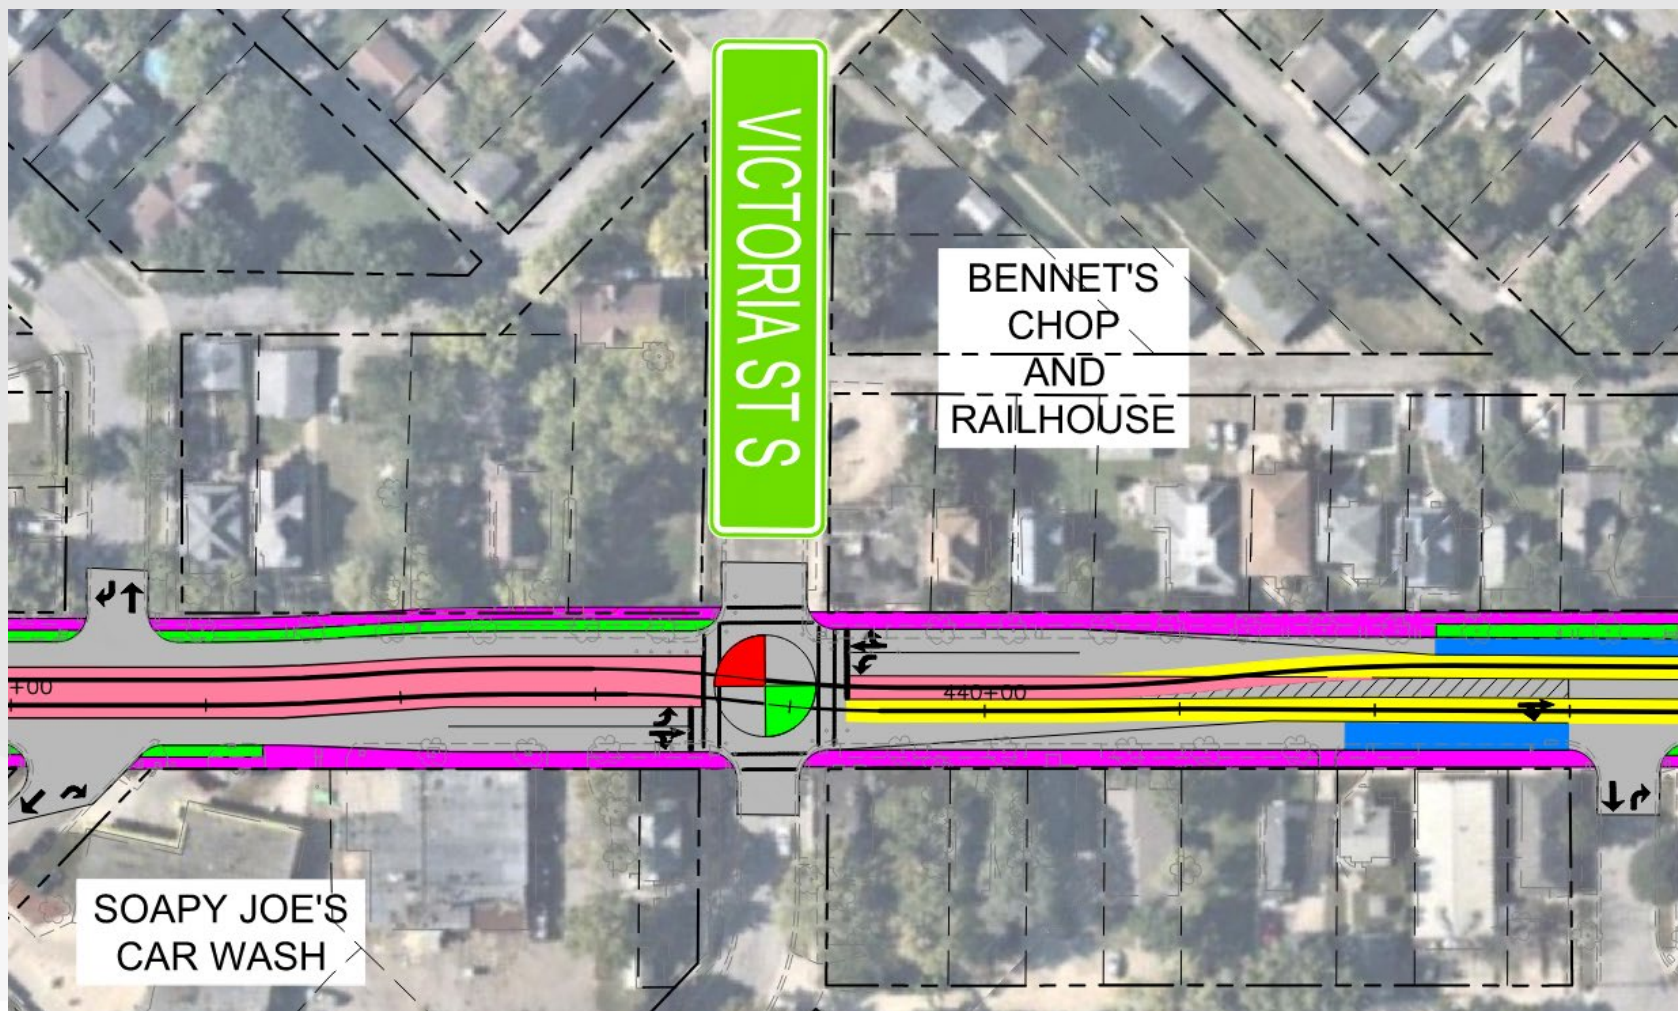 VICTORIA ST S
BENNET'S
CHOP
AND
RAILHOUSE
+00
440+00
SOAPY JOE'S
CAR WASH